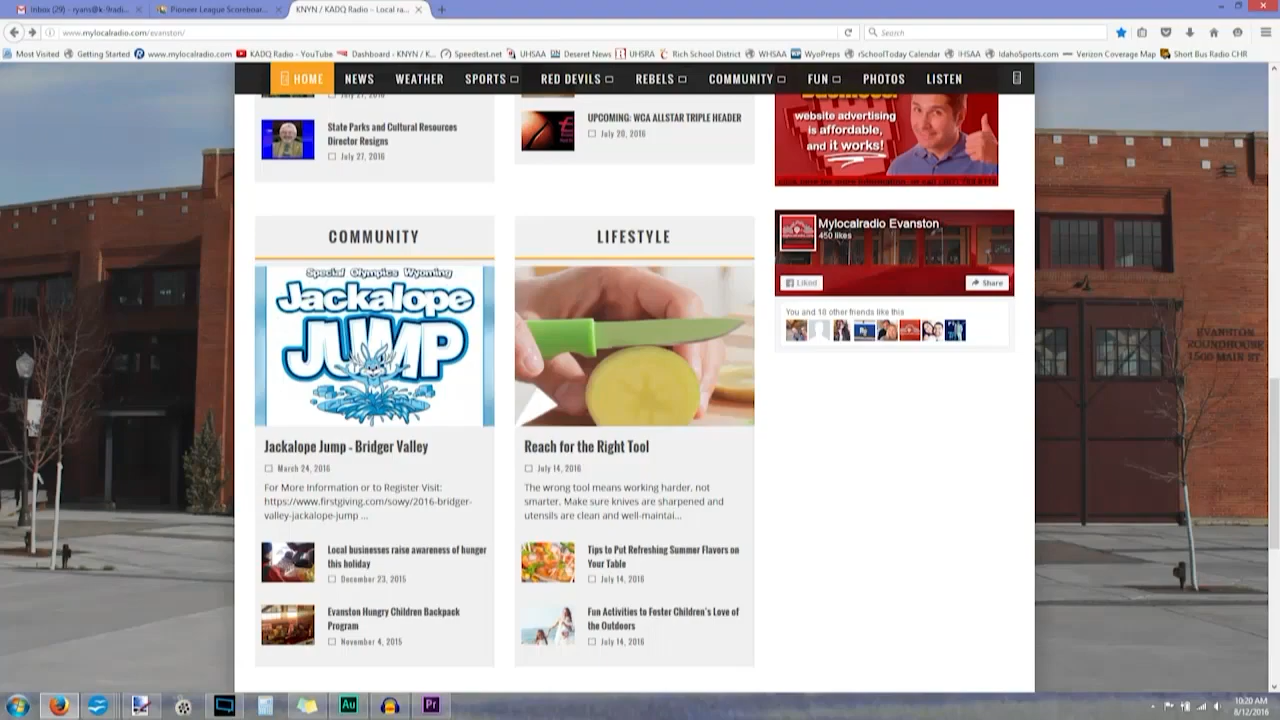 Inbox (29) - ryans@k-9radi...
Pioneer League Scoreboar...
KNYN / KADQ Radio – Local ra...
www.mylocalradio.com/evanston/
Search
Most Visited
Getting Started
www.mylocalradio.com
KADQ Radio - YouTube
Dashboard - KNYN / K...
Speedtest.net
UHSAA
Deseret News
UHSRA
Rich School District
WHSAA
WyoPreps
rSchoolToday Calendar
IHSAA
IdahoSports.com
Verizon Coverage Map
Short Bus Radio CHR
HOME
NEWS
WEATHER
SPORTS
RED DEVILS
REBELS
COMMUNITY
FUN
PHOTOS
LISTEN
July 27, 2016
State Parks and Cultural Resources
Director Resigns
July 27, 2016
UPCOMING: WCA ALLSTAR TRIPLE HEADER
July 20, 2016
website advertising
is affordable,
and it works!
COMMUNITY
Special Olympics Wyoming
Jackalope
JUMP
Jackalope Jump – Bridger Valley
March 24, 2016
For More Information or to Register Visit:
https://www.firstgiving.com/sowy/2016-bridger-
valley-jackalope-jump ...
Local businesses raise awareness of hunger
this holiday
December 23, 2015
Evanston Hungry Children Backpack
Program
November 4, 2015
LIFESTYLE
Reach for the Right Tool
July 14, 2016
The wrong tool means working harder, not
smarter. Make sure knives are sharpened and
utensils are clean and well-maintai...
Tips to Put Refreshing Summer Flavors on
Your Table
July 14, 2016
Fun Activities to Foster Children's Love of
the Outdoors
July 14, 2016
Mylocalradio Evanston
450 likes
Liked
Share
You and 10 other friends like this
EVANSTON
ROUNDHOUSE
1500 MAIN ST.
Au
Pr
10:20 AM
8/12/2016